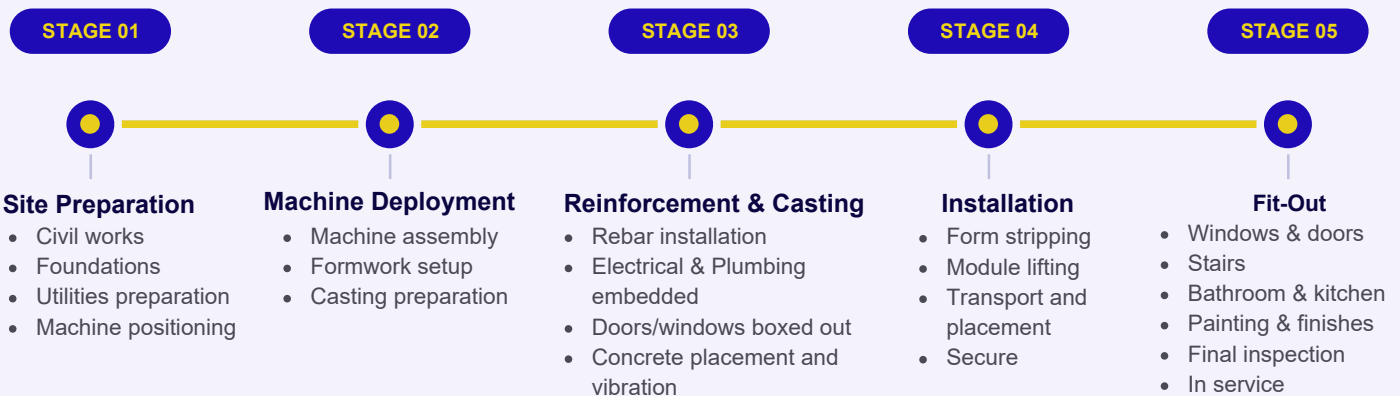 STAGE 01
STAGE 02
STAGE 03
STAGE 04
STAGE 05
Site Preparation
• Civil works
• Foundations
• Utilities preparation
• Machine positioning
Machine Deployment
• Machine assembly
• Formwork setup
• Casting preparation
Reinforcement & Casting
• Rebar installation
• Electrical & Plumbing
embedded
• Doors/windows boxed out
• Concrete placement and
vibration
Installation
• Form stripping
• Module lifting
• Transport and
placement
• Secure
Fit-Out
• Windows & doors
• Stairs
• Bathroom & kitchen
• Painting & finishes
• Final inspection
• In service